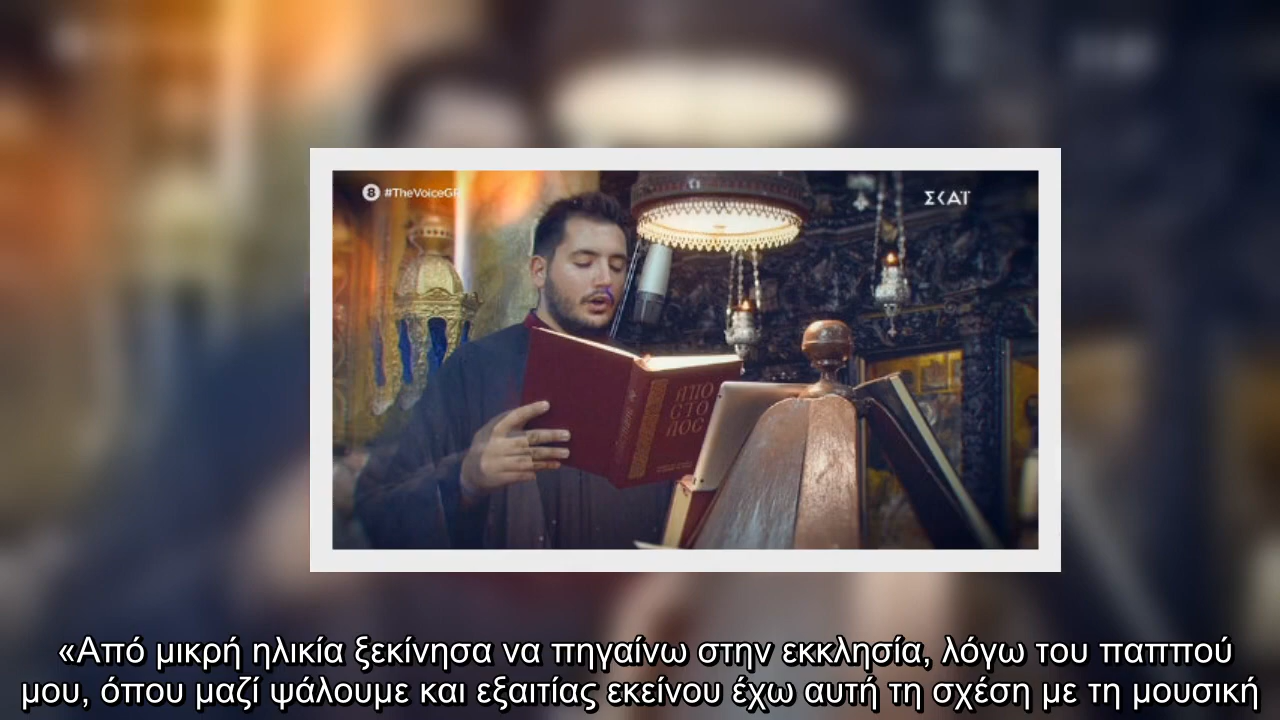 8 #TheVoiceGR
ΣΚΑΪ
ΑΠΟ
ΣΤΟ
ΛΟΣ
«Από μικρή ηλικία ξεκίνησα να πηγαίνω στην εκκλησία, λόγω του παππού
μου, όπου μαζί ψάλουμε και εξαιτίας εκείνου έχω αυτή τη σχέση με τη μουσική